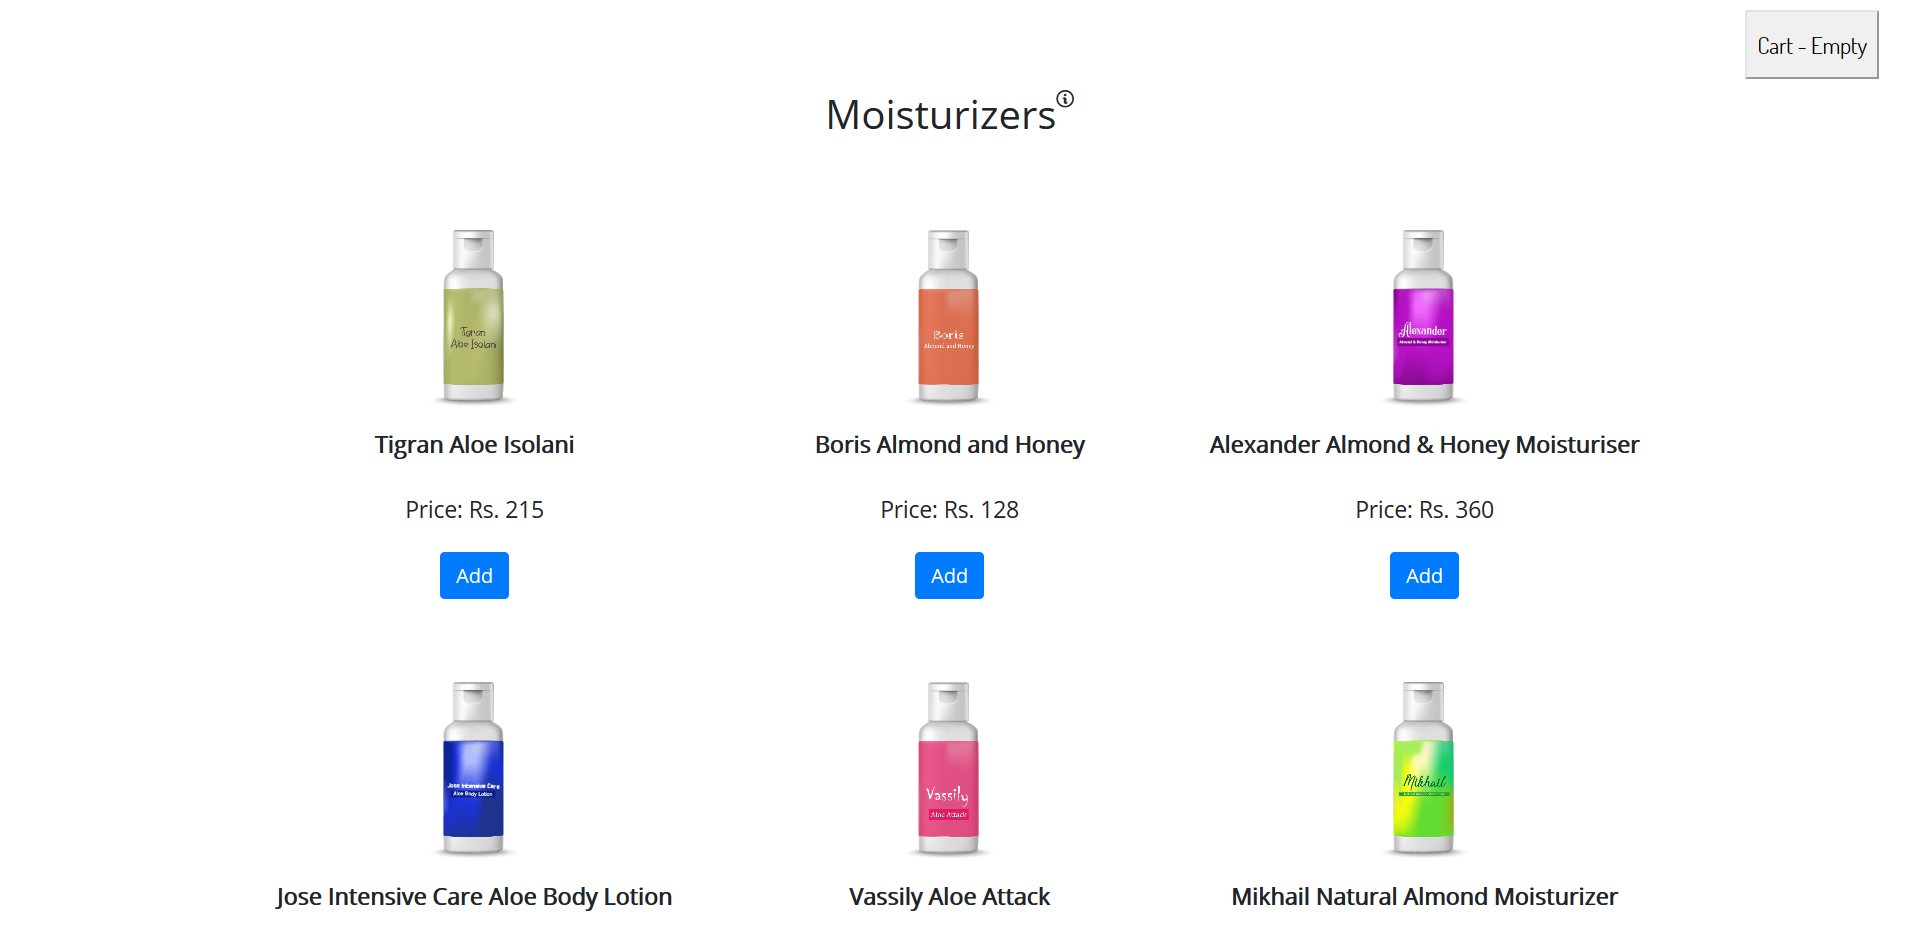 Cart - Empty
Moisturizers
Tigran
Aloe Isolani
Boris
Almond and Honey
Alexander
Almond & Honey Moisturiser
Tigran Aloe Isolani
Boris Almond and Honey
Alexander Almond & Honey Moisturiser
Price: Rs. 215
Price: Rs. 128
Price: Rs. 360
Add
Add
Add
Jose Intensive Care
Aloe Body Lotion
Vassily
Aloe Attack
Mikhail
Jose Intensive Care Aloe Body Lotion
Vassily Aloe Attack
Mikhail Natural Almond Moisturizer